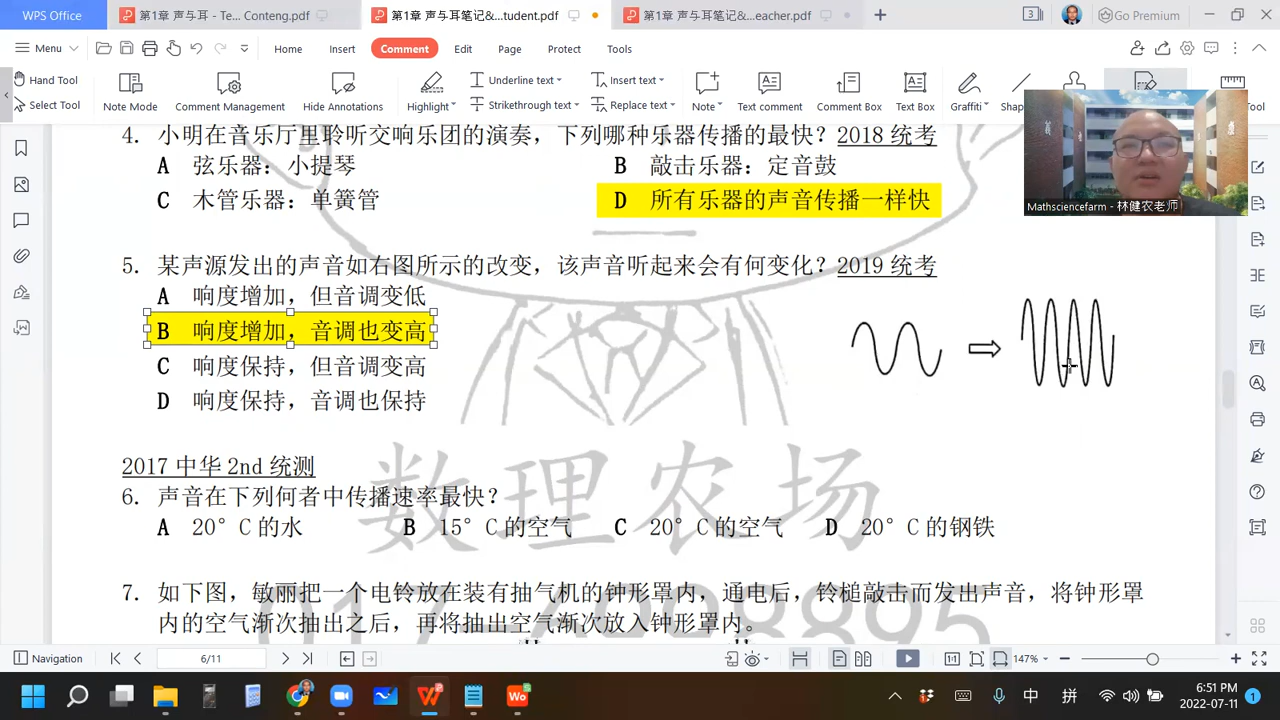 WPS Office
第1章 声与耳 - Te... Conteng.pdf
第1章 声与耳笔记&...tudent.pdf
第1章 声与耳笔记&...eacher.pdf
3
Go Premium
Menu
Home
Insert
Comment
Edit
Page
Protect
Tools
Hand Tool
Select Tool
Note Mode
Comment Management
Hide Annotations
Highlight
Underline text
Strikethrough text
Insert text
Replace text
Note
Text comment
Comment Box
Text Box
Graffiti
Mathsciencefarm - 林健农老师
4. 小明在音乐厅里聆听交响乐团的演奏，下列哪种乐器传播的最快？2018 统考
A 弦乐器：小提琴
B 敲击乐器：定音鼓
C 木管乐器：单簧管
D 所有乐器的声音传播一样快
5. 某声源发出的声音如右图所示的改变，该声音听起来会有何变化？2019 统考
A 响度增加，但音调变低
B 响度增加，音调也变高
C 响度保持，但音调变高
D 响度保持，音调也保持
2017 中华 2nd 统测
6. 声音在下列何者中传播速率最快？
A 20°C 的水
B 15°C 的空气
C 20°C 的空气
D 20°C 的钢铁
数理农场
7. 如下图，敏丽把一个电铃放在装有抽气机的钟形罩内，通电后，铃槌敲击而发出声音，将钟形罩
内的空气渐次抽出之后，再将抽出空气渐次放入钟形罩内。
Navigation
6/11
147%
中
拼
6:51 PM
2022-07-11